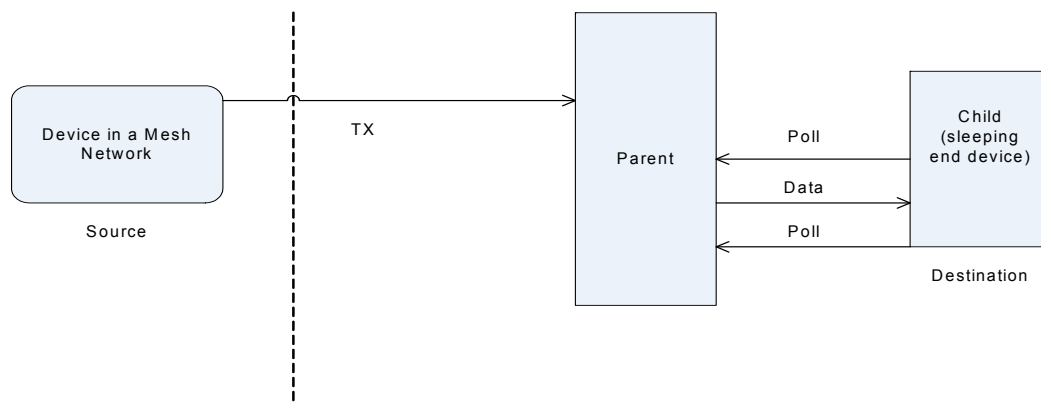 Device in a Mesh
Network
Source
TX
Parent
Poll
Data
Poll
Child
(sleeping
end device)
Destination